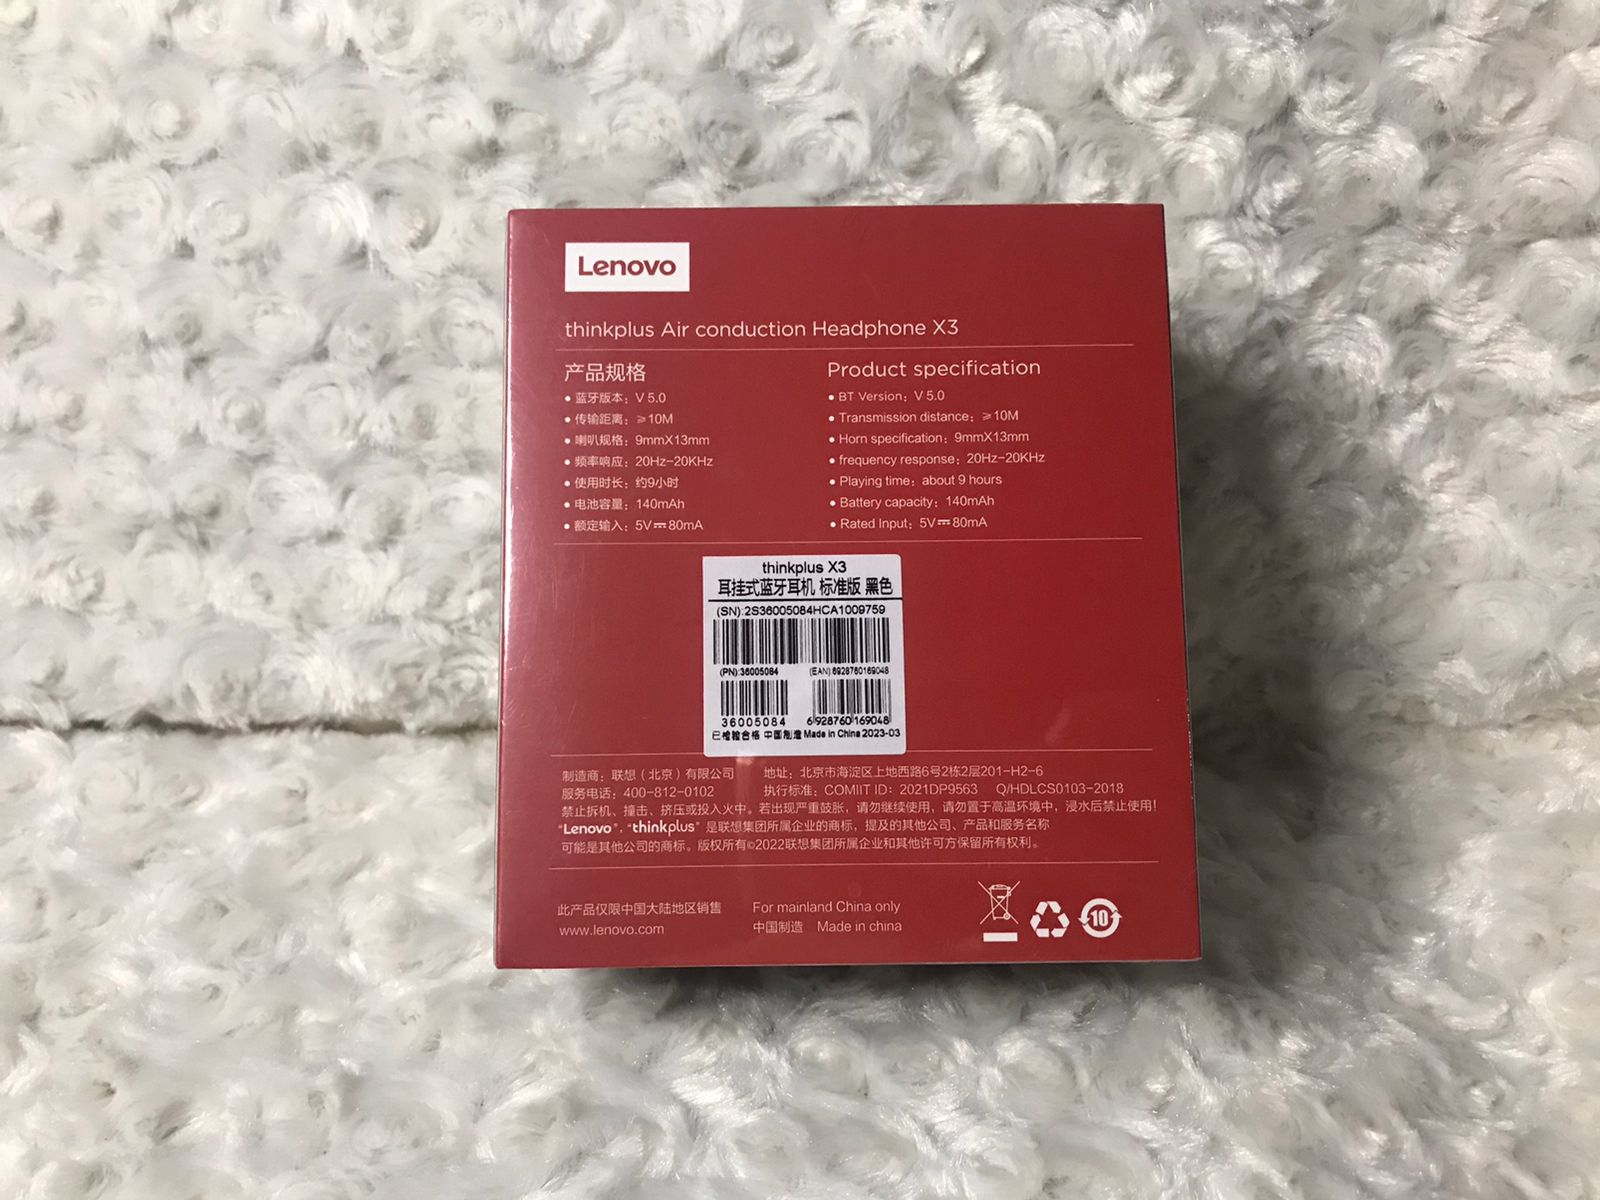 Lenovo
thinkplus Air conduction Headphone X3
产品规格
• 蓝牙版本：V 5.0
• 传输距离：≥10M
• 喇叭规格：9mmX13mm
• 频率响应：20Hz-20KHz
• 使用时长：约9小时
• 电池容量：140mAh
• 额定输入：5V⎓80mA
Product specification
• BT Version：V 5.0
• Transmission distance：≥10M
• Horn specification：9mmX13mm
• frequency response：20Hz-20KHz
• Playing time：about 9 hours
• Battery capacity：140mAh
• Rated Input：5V⎓80mA
thinkplus X3
耳挂式蓝牙耳机 标准版 黑色
(SN):2S36005084HCA1009759
(PN):36005084 (EAN):6928760169048
36005084 6 928760 169048
已检验合格 中国制造 Made in China 2023-03
制造商：联想（北京）有限公司 地址：北京市海淀区上地西路6号2栋2层201-H2-6
服务电话：400-812-0102 执行标准：COMIIT ID：2021DP9563 Q/HDLCS0103-2018
禁止拆机、撞击、挤压或投入火中。若出现严重鼓胀，请勿继续使用，请勿置于高温环境中，浸水后禁止使用！
“Lenovo”，“thinkplus” 是联想集团所属企业的商标，提及的其他公司、产品和服务名称
可能是其他公司的商标。版权所有©2022联想集团所属企业和其他许可方保留所有权利。
此产品仅限中国大陆地区销售 For mainland China only
www.lenovo.com 中国制造 Made in china
10